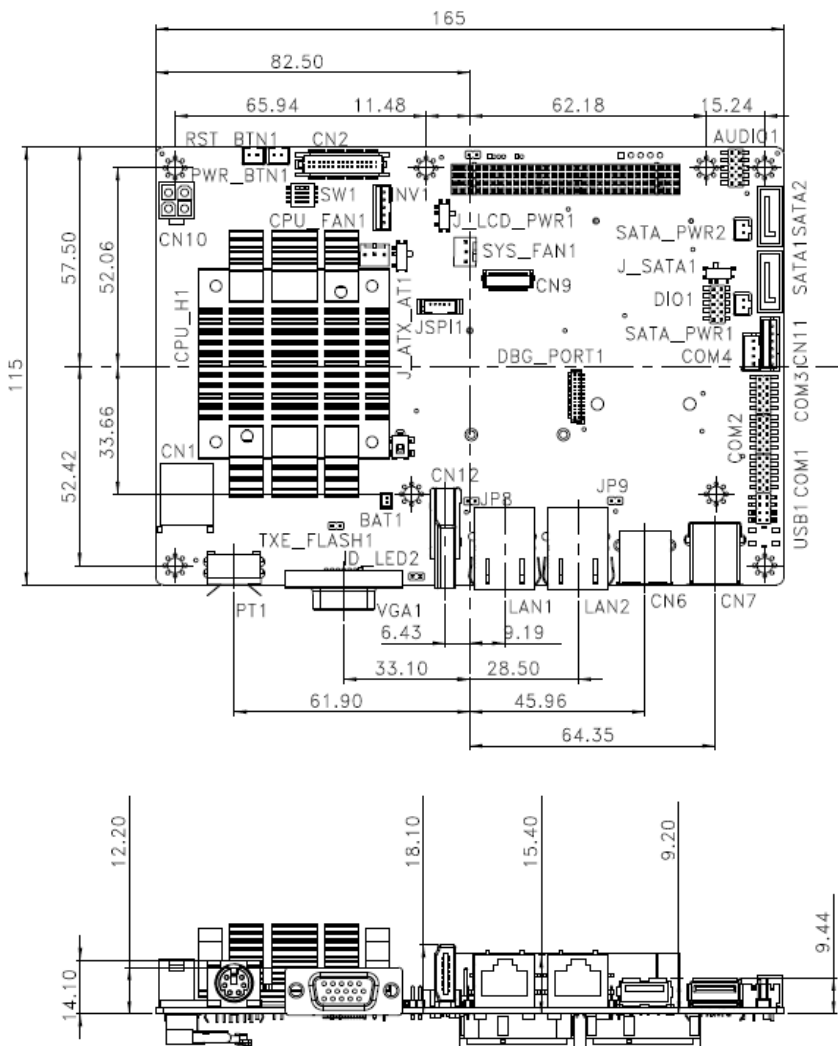 165
82.50
65.94
11.48
62.18
15.24
RST_BTN1
CN2
AUDIO1
PWR_BTN1
SW1
INV1
J_LCD_PWR1
SATA2
CN10
CPU_FAN1
SYS_FAN1
SATA_PWR2
57.50
52.06
CPU_H1
J_ATX_AT1
CN9
J_SATA1
SATA1
DIO1
JSPI1
SATA_PWR1
CN11
DBG_PORT1
COM4
115
COM3
33.66
52.42
COM2
CN1
CN12
COM1
JP8
JP9
BAT1
USB1
TXE_FLASH1
ID_LED2
PT1
VGA1
LAN1
LAN2
CN6
CN7
6.43
9.19
33.10
28.50
61.90
45.96
64.35
12.20
18.10
15.40
9.20
9.44
14.10